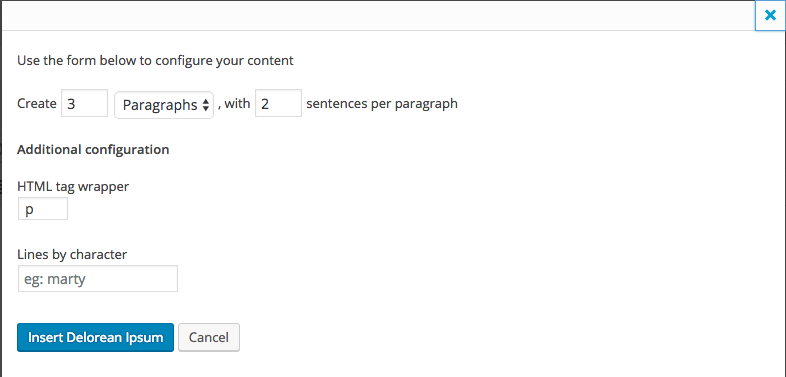 Use the form below to configure your content
Create 3 Paragraphs , with 2 sentences per paragraph
Additional configuration
HTML tag wrapper
p
Lines by character
eg: marty
Insert Delorean Ipsum Cancel